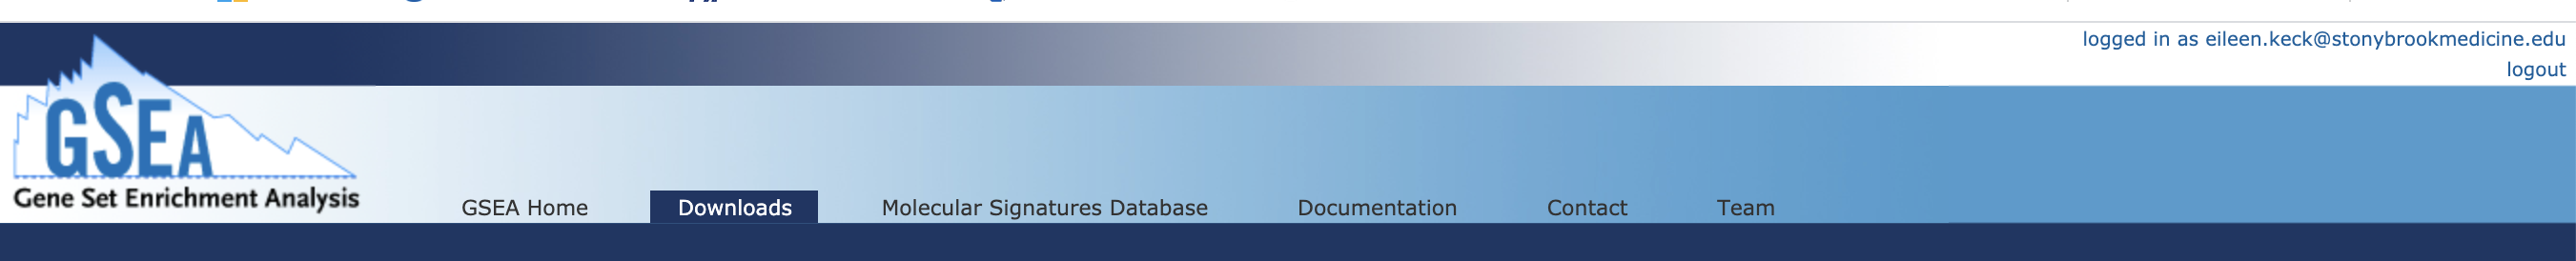 logged in as eileen.keck@stonybrookmedicine.edu
logout
GSEA
Gene Set Enrichment Analysis
GSEA Home Downloads Molecular Signatures Database Documentation Contact Team